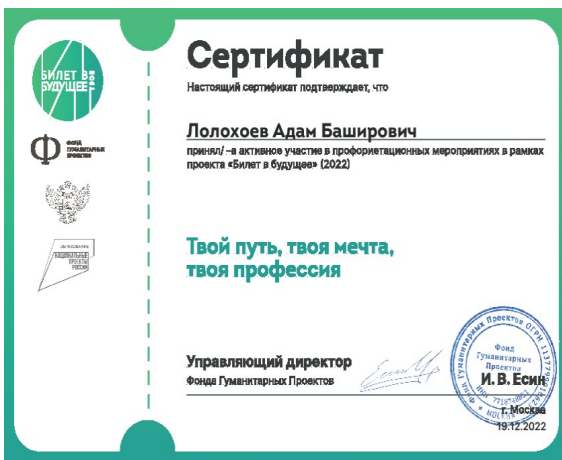 БИЛЕТ В
БУДУЩЕЕ
Сертификат
Настоящий сертификат подтверждает, что
Лолохоев Адам Баширович
принял/ –а активное участие в профориетационных мероприятиях в рамках
проекта «Билет в будущее» (2022)
ФОНД
ГУМАНИТАРНЫХ
ПРОЕКТОВ
ОБРАЗОВАНИЕ
НАЦИОНАЛЬНЫЕ
ПРОЕКТЫ
РОССИИ
Твой путь, твоя мечта,
твоя профессия
Управляющий директор
Фонда Гуманитарных Проектов
Фонд
Гуманитарных
Проектов
И. В. Есин
г. Москва
19.12.2022